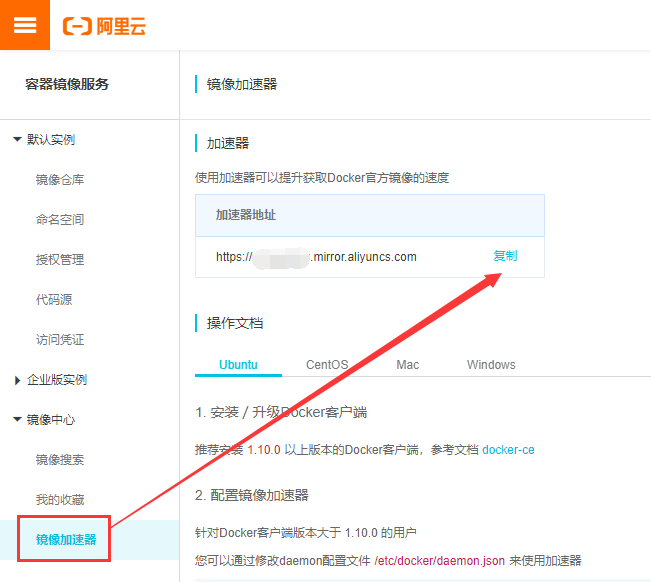 阿里云
容器镜像服务
镜像加速器
默认实例
镜像仓库
命名空间
授权管理
代码源
访问凭证
企业版实例
镜像中心
镜像搜索
我的收藏
镜像加速器
加速器
使用加速器可以提升获取Docker官方镜像的速度
加速器地址
https:// .mirror.aliyuncs.com 复制
操作文档
Ubuntu CentOS Mac Windows
1. 安装 / 升级Docker客户端
推荐安装 1.10.0 以上版本的Docker客户端，参考文档 docker-ce
2. 配置镜像加速器
针对Docker客户端版本大于 1.10.0 的用户
您可以通过修改daemon配置文件 /etc/docker/daemon.json 来使用加速器